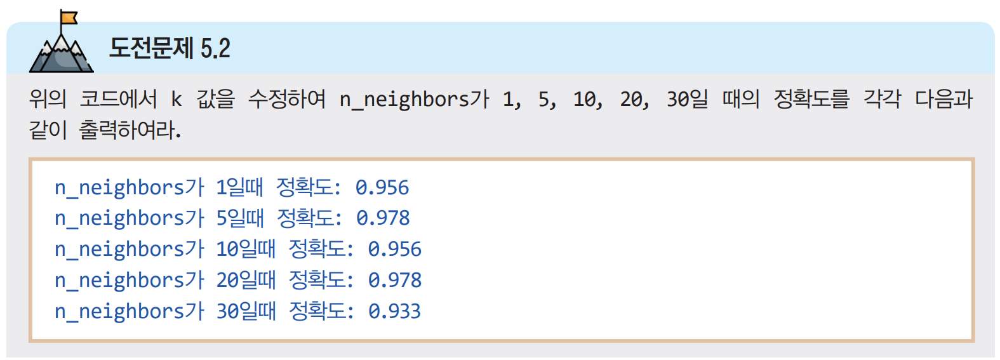 도전문제 5.2
위의 코드에서 k 값을 수정하여 n_neighbors가 1, 5, 10, 20, 30일 때의 정확도를 각각 다음과
같이 출력하여라.
n_neighbors가 1일때 정확도: 0.956
n_neighbors가 5일때 정확도: 0.978
n_neighbors가 10일때 정확도: 0.956
n_neighbors가 20일때 정확도: 0.978
n_neighbors가 30일때 정확도: 0.933